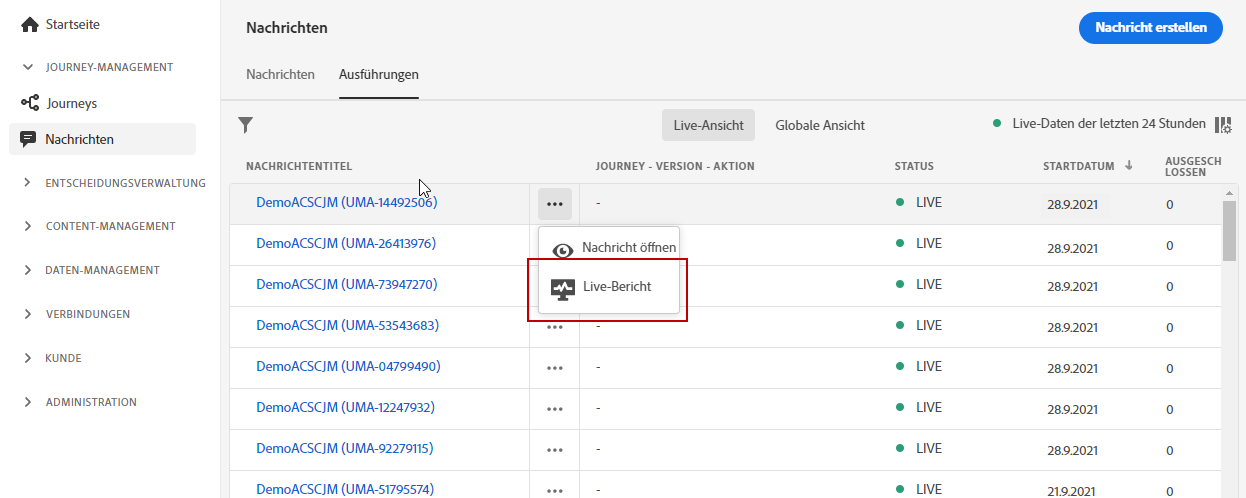 Startseite
JOURNEY-MANAGEMENT
Journeys
Nachrichten
ENTSCHEIDUNGSVERWALTUNG
CONTENT-MANAGEMENT
DATEN-MANAGEMENT
VERBINDUNGEN
KUNDE
ADMINISTRATION
Nachrichten
Nachricht erstellen
Nachrichten Ausführungen
Live-Ansicht Globale Ansicht Live-Daten der letzten 24 Stunden
NACHRICHTENTITEL JOURNEY - VERSION - AKTION STATUS STARTDATUM ↓ AUSGESCH
LOSSEN
DemoACSCJM (UMA-14492506) ••• - LIVE 28.9.2021 0
DemoACSCJM (UMA-26413976) LIVE 28.9.2021 0
Nachricht öffnen
DemoACSCJM (UMA-73947270) LIVE 28.9.2021 0
Live-Bericht
DemoACSCJM (UMA-53543683) ••• - LIVE 28.9.2021 0
DemoACSCJM (UMA-04799490) ••• - LIVE 28.9.2021 0
DemoACSCJM (UMA-12247932) ••• - LIVE 28.9.2021 0
DemoACSCJM (UMA-92279115) ••• - LIVE 28.9.2021 0
DemoACSCJM (UMA-51795574) ••• - LIVE 21.9.2021 0